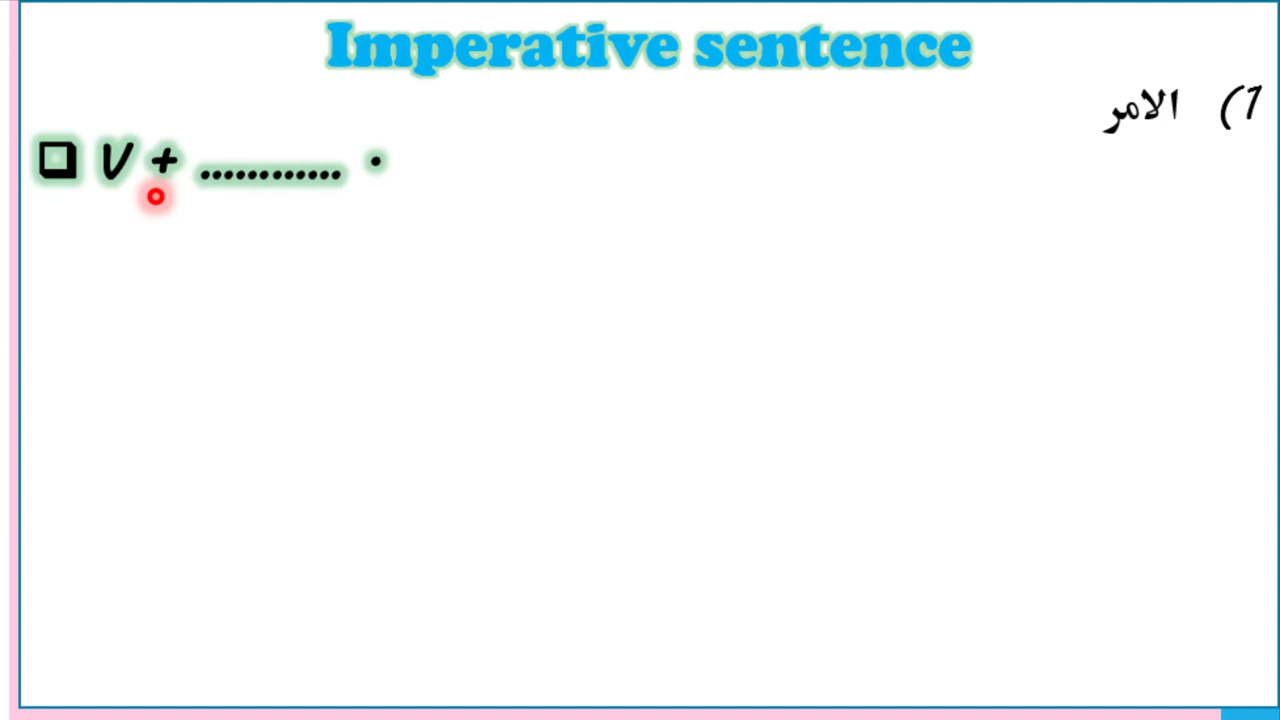 Imperative sentence
1) الامر
❑ V + ............ .